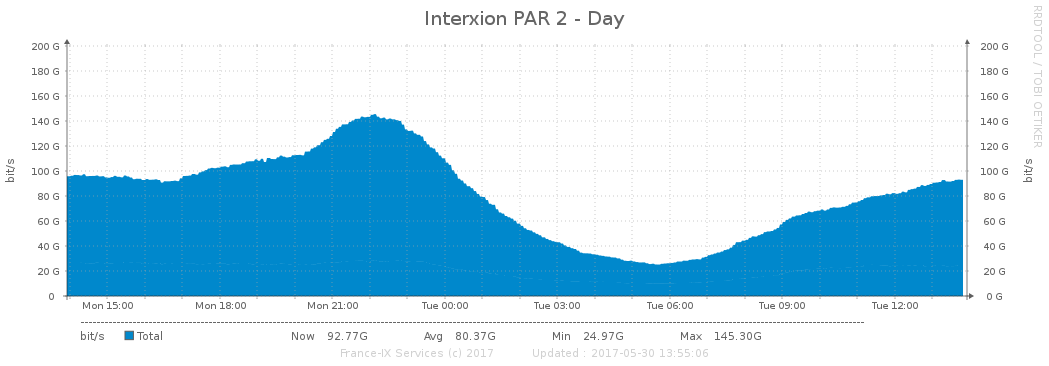 Interxion PAR 2 - Day
RRDTOOL / TOBI OETIKER
200 G 200 G
180 G 180 G
160 G 160 G
140 G 140 G
120 G 120 G
100 G 100 G
80 G 80 G
60 G 60 G
40 G 40 G
20 G 20 G
0 0 G
bit/s bit/s
Mon 15:00 Mon 18:00 Mon 21:00 Tue 00:00 Tue 03:00 Tue 06:00 Tue 09:00 Tue 12:00
bit/s Total Now 92.77G Avg 80.37G Min 24.97G Max 145.30G
France-IX Services (c) 2017 Updated : 2017-05-30 13:55:06